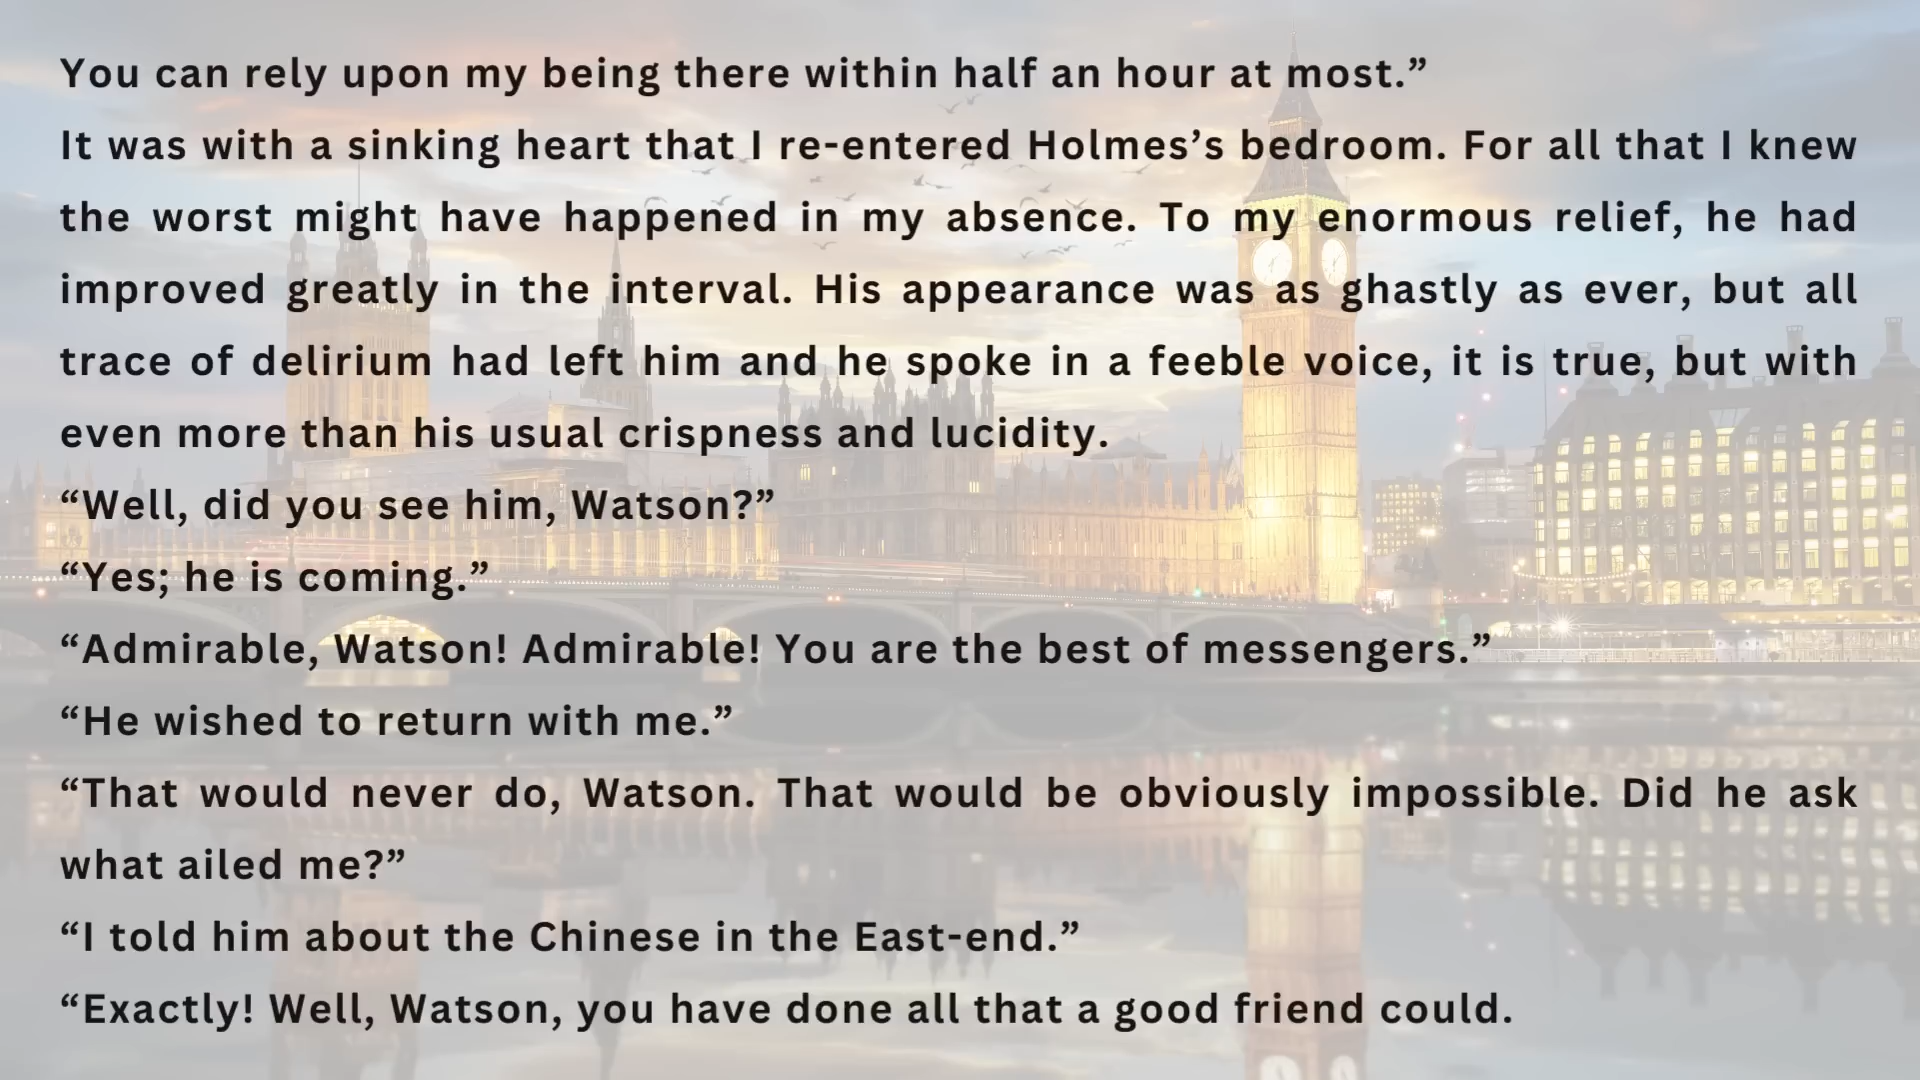 You can rely upon my being there within half an hour at most.”
It was with a sinking heart that I re-entered Holmes’s bedroom. For all that I knew
the worst might have happened in my absence. To my enormous relief, he had
improved greatly in the interval. His appearance was as ghastly as ever, but all
trace of delirium had left him and he spoke in a feeble voice, it is true, but with
even more than his usual crispness and lucidity.
“Well, did you see him, Watson?”
“Yes; he is coming.”
“Admirable, Watson! Admirable! You are the best of messengers.”
“He wished to return with me.”
“That would never do, Watson. That would be obviously impossible. Did he ask
what ailed me?”
“I told him about the Chinese in the East-end.”
“Exactly! Well, Watson, you have done all that a good friend could.